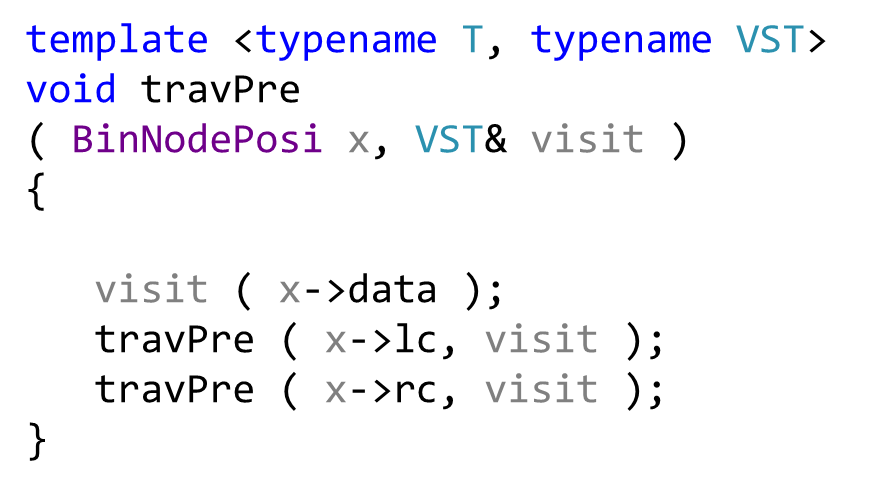 template <typename T, typename VST>
void travPre
( BinNodePosi x, VST& visit )
{
visit ( x->data );
travPre ( x->lc, visit );
travPre ( x->rc, visit );
}